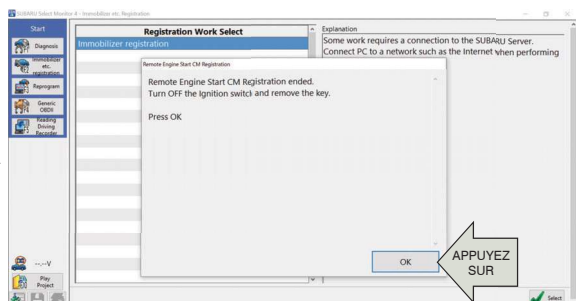 SUBARU Select Monitor 4 - Immobilizer etc. Registration
Start
Diagnosis
Immobilizer
etc.
registration
Reprogram
Generic
OBDII
Reading
Driving
Recorder
--.--V
Play
Project
Registration Work Select
Immobilizer registration
Explanation
Some work requires a connection to the SUBARU Server.
Connect PC to a network such as the Internet when performing
Remote Engine Start CM Registration
Remote Engine Start CM Registration ended.
Turn OFF the Ignition switch and remove the key.
Press OK
OK
APPUYEZ
SUR
Select